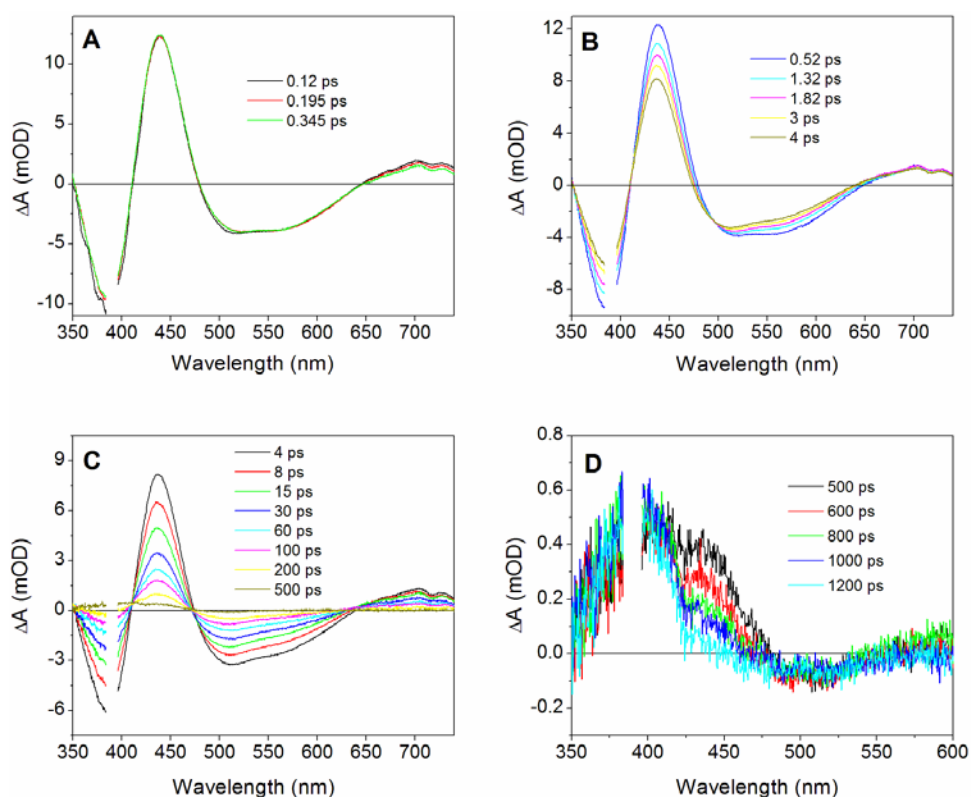 A
12
10
5
0
-5
-10
ΔA (mOD)
0.12 ps
0.195 ps
0.345 ps
350 400 450 500 550 600 650 700
Wavelength (nm)
B
12
8
4
0
-4
-8
ΔA (mOD)
0.52 ps
1.32 ps
1.82 ps
3 ps
4 ps
350 400 450 500 550 600 650 700
Wavelength (nm)
C
9
6
3
0
-3
-6
ΔA (mOD)
4 ps
8 ps
15 ps
30 ps
60 ps
100 ps
200 ps
500 ps
350 400 450 500 550 600 650 700
Wavelength (nm)
D
0.8
0.6
0.4
0.2
0.0
-0.2
ΔA (mOD)
500 ps
600 ps
800 ps
1000 ps
1200 ps
350 400 450 500 550 600
Wavelength (nm)